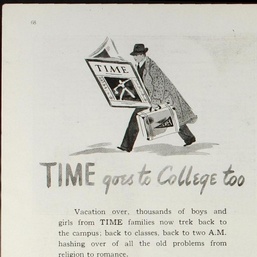 TIME
TIME goes to College too
Vacation over, thousands of boys and
girls from TIME families now trek back to
the campus; back to classes, back to two A.M.
hashing over of all the old problems from
religion to romance.